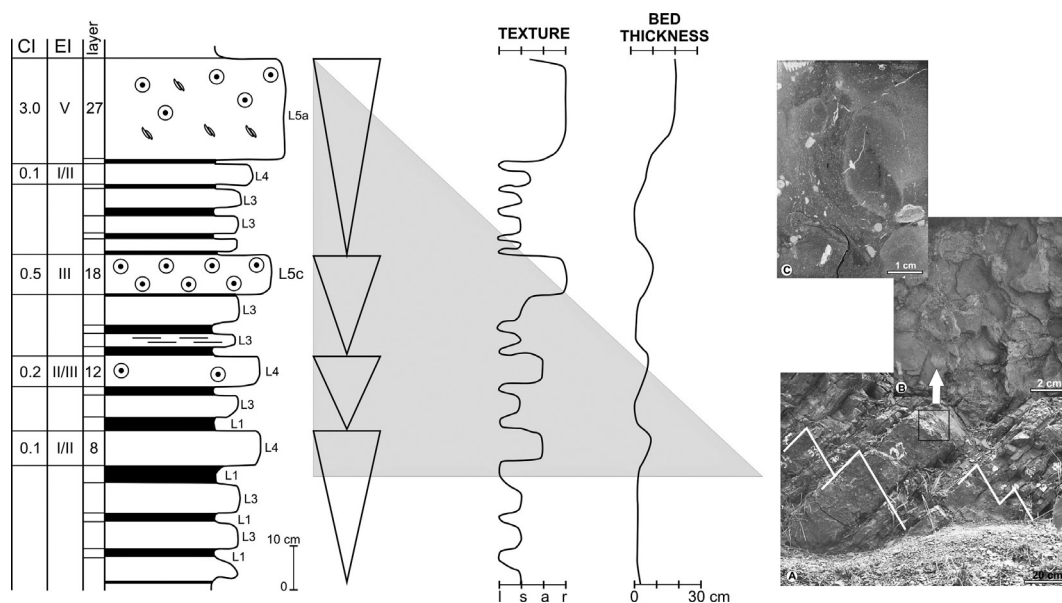 CI EI layer
TEXTURE
BED
THICKNESS
3.0 V 27
L5a
0.1 I/II
L4
L3
L3
0.5 III 18
L5c
L3
L3
0.2 II/III 12
L4
L3
L1
0.1 I/II 8
L4
L1
L3
L1
L3
L1
10 cm
0
l s a r
0 30 cm
C
1 cm
B
2 cm
A
20 cm